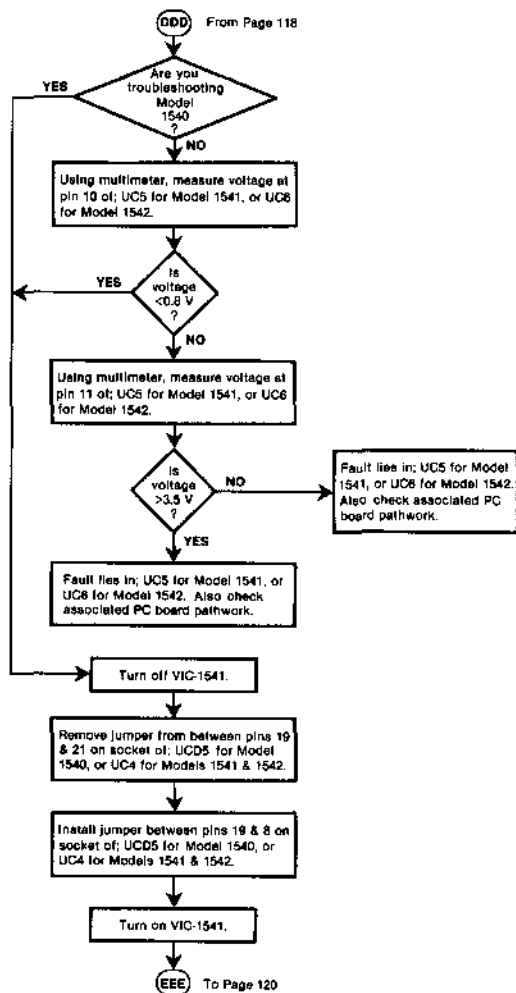 DDD From Page 118
Are you
troubleshooting
Model
1540
?
YES
NO
Using multimeter, measure voltage at
pin 10 of; UC5 for Model 1541, or UC6
for Model 1542.
Is
voltage
<0.8 V
?
YES
NO
Using multimeter, measure voltage at
pin 11 of; UC5 for Model 1541, or UC6
for Model 1542.
Is
voltage
>3.5 V
?
NO
Fault lies in; UC5 for Model
1541, or UC6 for Model 1542.
Also check associated PC
board pathwork.
YES
Fault lies in; UC5 for Model 1541, or
UC6 for Model 1542. Also check
associated PC board pathwork.
Turn off VIC-1541.
Remove jumper from between pins 19
& 21 on socket of; UCD5 for Model
1540, or UC4 for Models 1541 & 1542.
Install jumper between pins 19 & 8 on
socket of; UCD5 for Model 1540, or
UC4 for Models 1541 & 1542.
Turn on VIC-1541.
EEE To Page 120